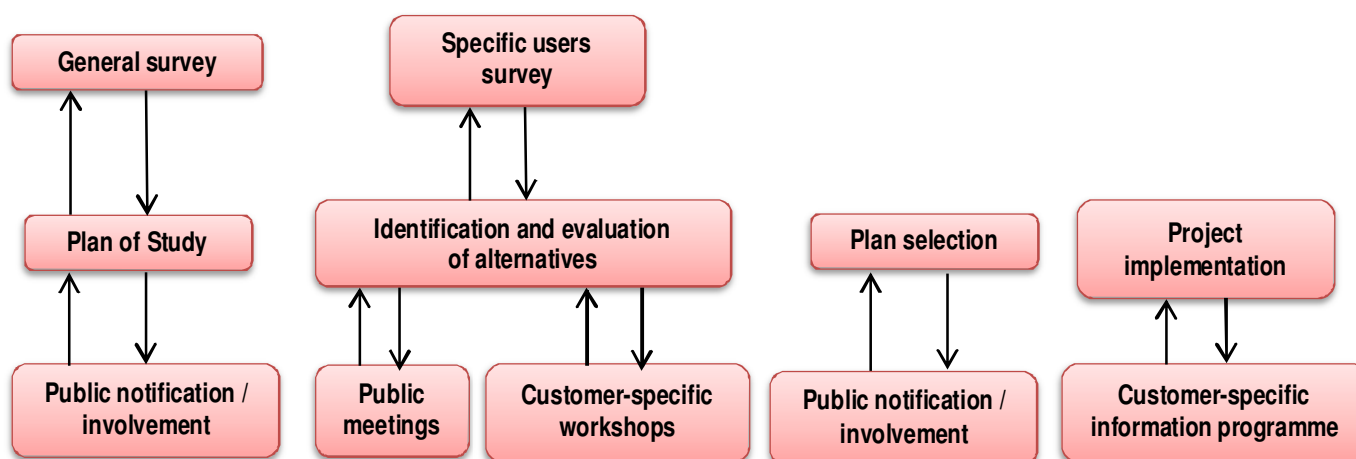 General survey
Specific users
survey
Plan of Study
Identification and evaluation
of alternatives
Plan selection
Project
implementation
Public notification /
involvement
Public
meetings
Customer-specific
workshops
Public notification /
involvement
Customer-specific
information programme